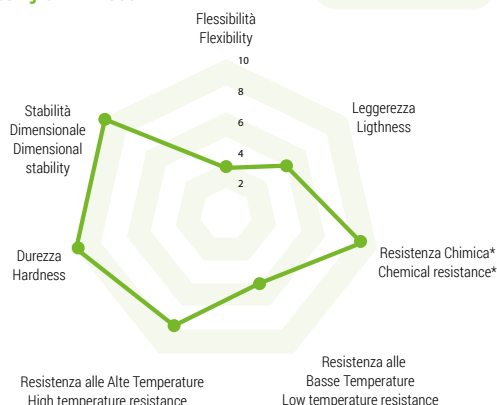 Flessibilità
Flexibility
10
8
6
4
2
Leggerezza
Ligthness
Resistenza Chimica*
Chemical resistance*
Resistenza alle
Basse Temperature
Low temperature resistance
Resistenza alle Alte Temperature
High temperature resistance
Durezza
Hardness
Stabilità
Dimensionale
Dimensional
stability